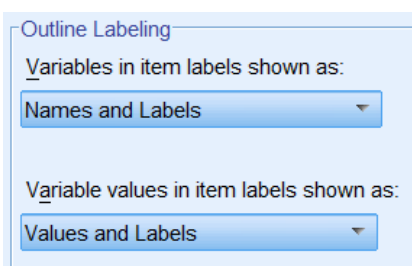 Outline Labeling
Variables in item labels shown as:
Names and Labels
Variable values in item labels shown as:
Values and Labels